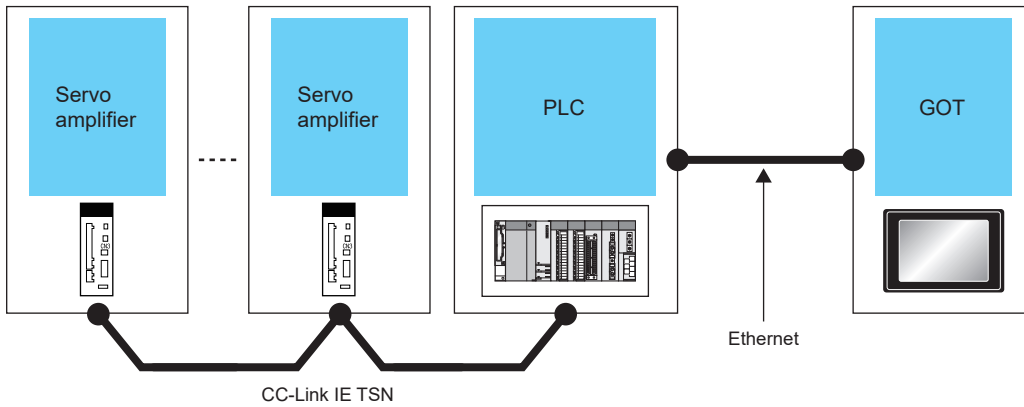 Servo
amplifier
Servo
amplifier
PLC
GOT
Ethernet
CC-Link IE TSN